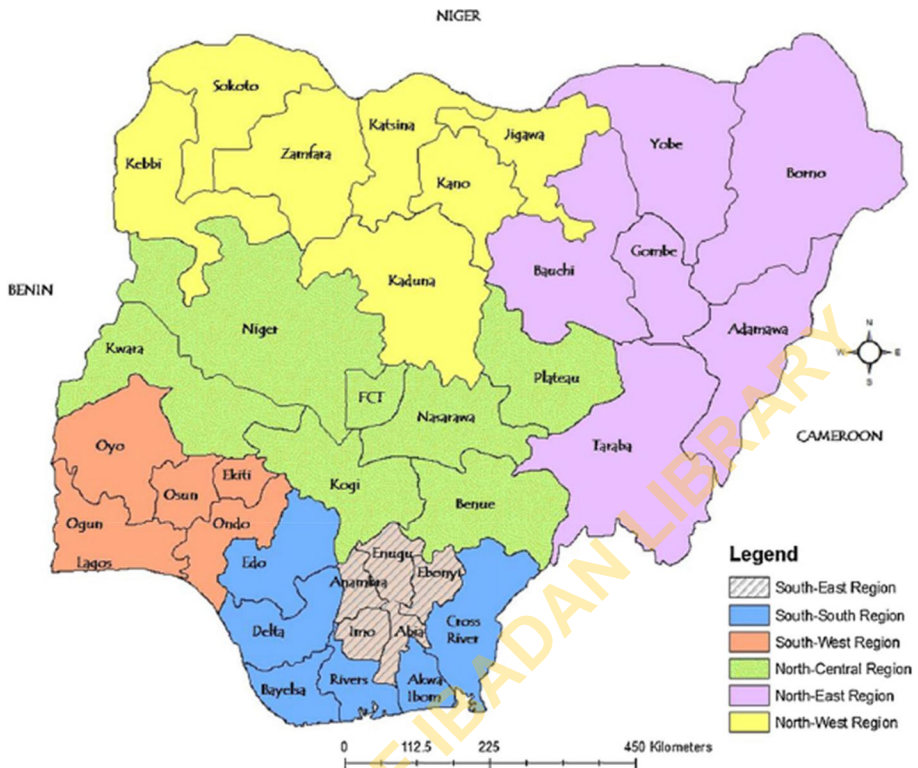 NIGER
Sokoto
Katsina
Jigawa
Yobe
Kebbi
Zamfara
Kano
Borno
Gombe
Bauchi
Kaduna
BENIN
Niger
Adamawa
N
W
E
S
Kwara
Plateau
FCT
Nasarawa
CAMEROON
Oyo
Taraba
Ekiti
Kogi
Osun
Benue
Ogun
Ondo
Lagos
Edo
Enugu
Anambra
Ebonyi
Delta
Imo
Abia
Cross
River
Bayelsa
Rivers
Akwa
Ibom
Legend
South-East Region
South-South Region
South-West Region
North-Central Region
North-East Region
North-West Region
0 112.5 225 450 Kilometers
IBADAN LIBRARY